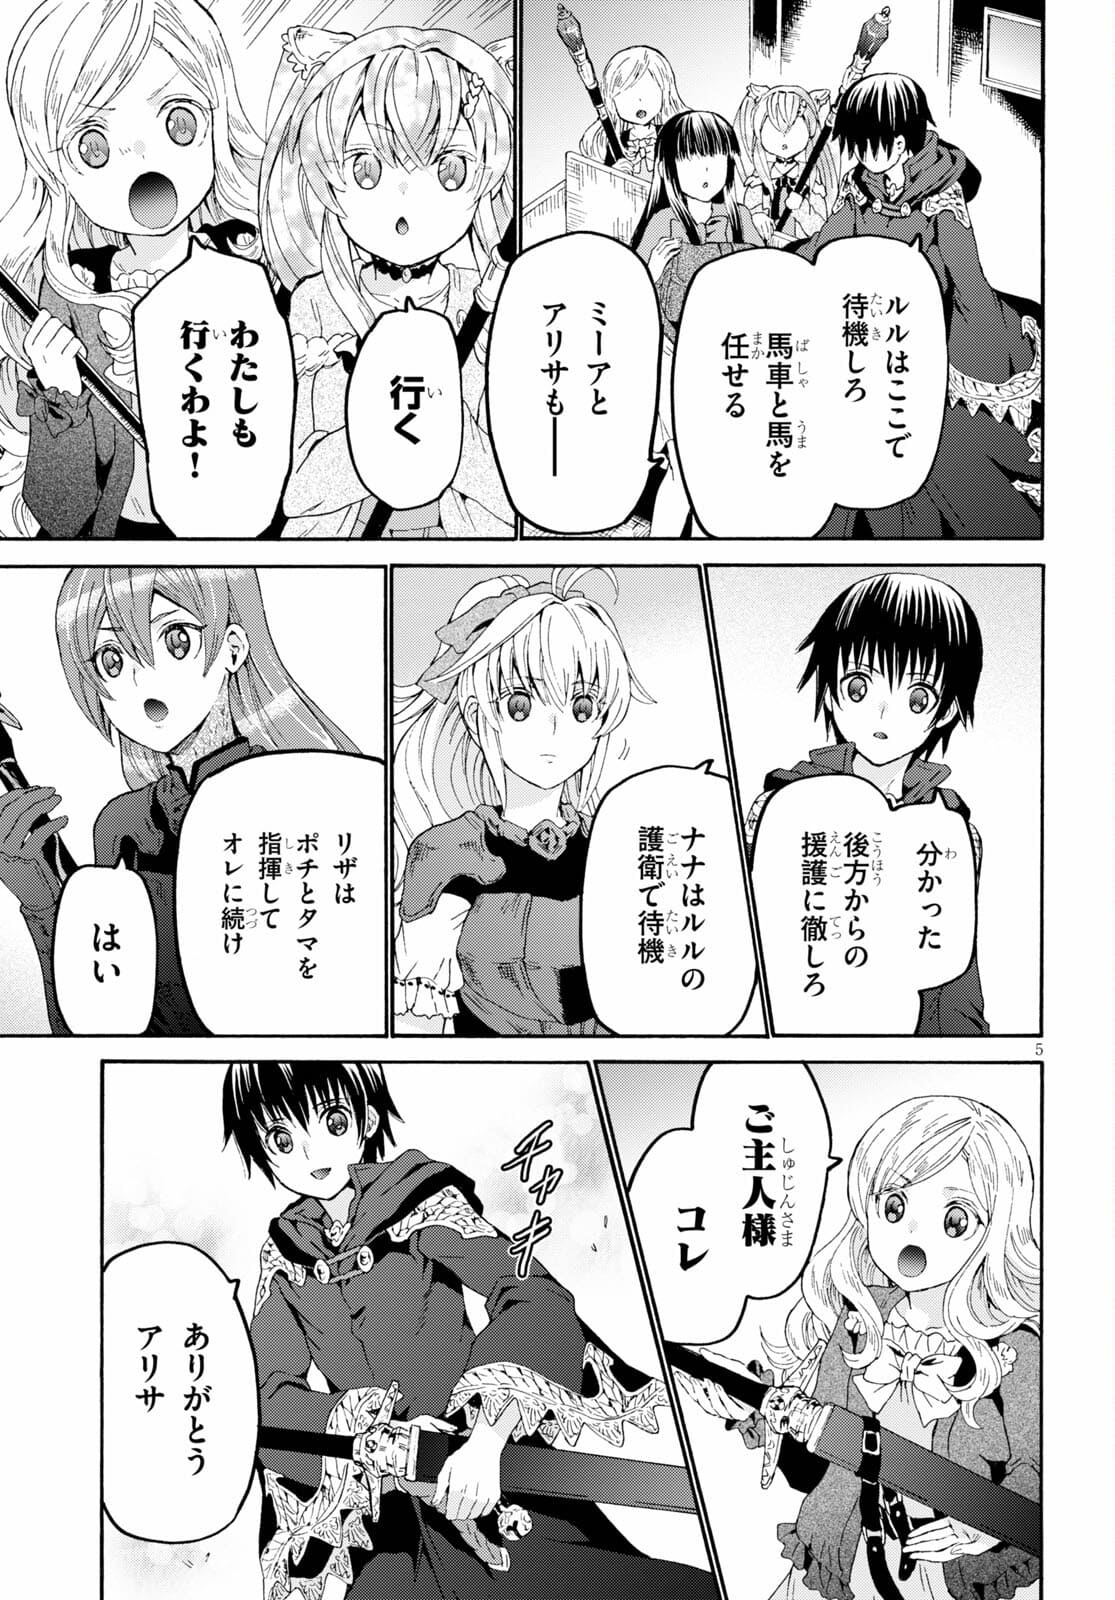 ルルはここで
待機しろ
馬車と馬を
任せる
ミーアと
アリサも──
行く
わたしも
行くわよ！
分かった
後方からの
援護に徹しろ
ナナはルルの
護衛で待機
リザは
ポチとタマを
指揮して
オレに続け
はい
5
ご主人様
コレ
チャキ
ありがとう
アリサ